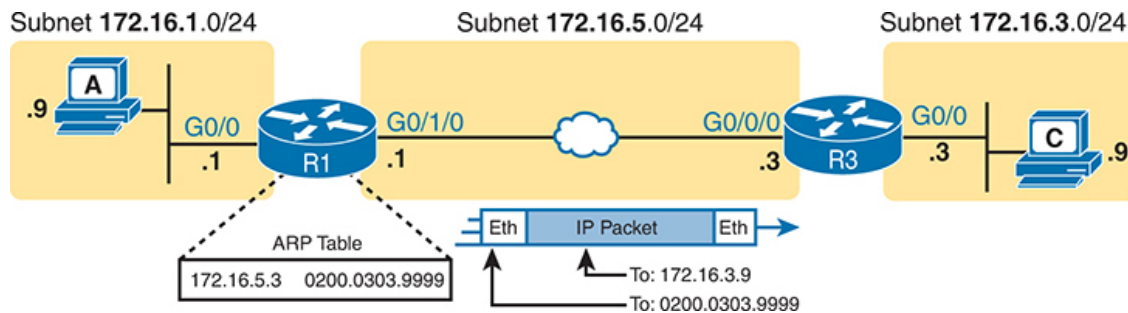 Subnet 172.16.1.0/24
Subnet 172.16.5.0/24
Subnet 172.16.3.0/24
A
.9
G0/0
.1
R1
G0/1/0
.1
G0/0/0
.3
R3
G0/0
.3
C
.9
ARP Table
172.16.5.3 0200.0303.9999
Eth IP Packet Eth
To: 172.16.3.9
To: 0200.0303.9999